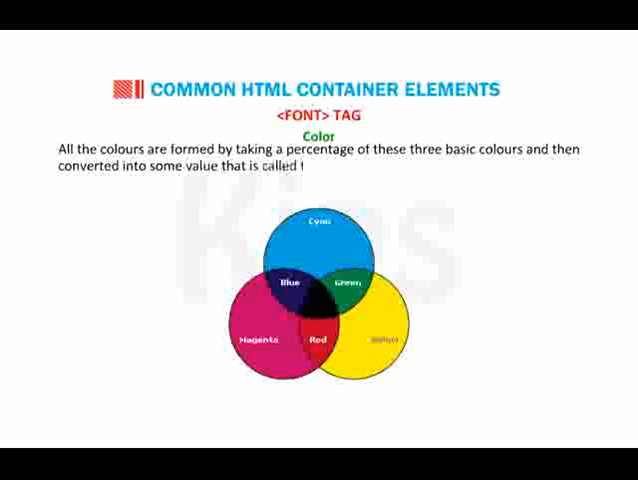 COMMON HTML CONTAINER ELEMENTS
<FONT> TAG
Color
All the colours are formed by taking a percentage of these three basic colours and then
converted into some value that is called t
Kips
Cyan
Blue
Green
Magenta
Red
Yellow